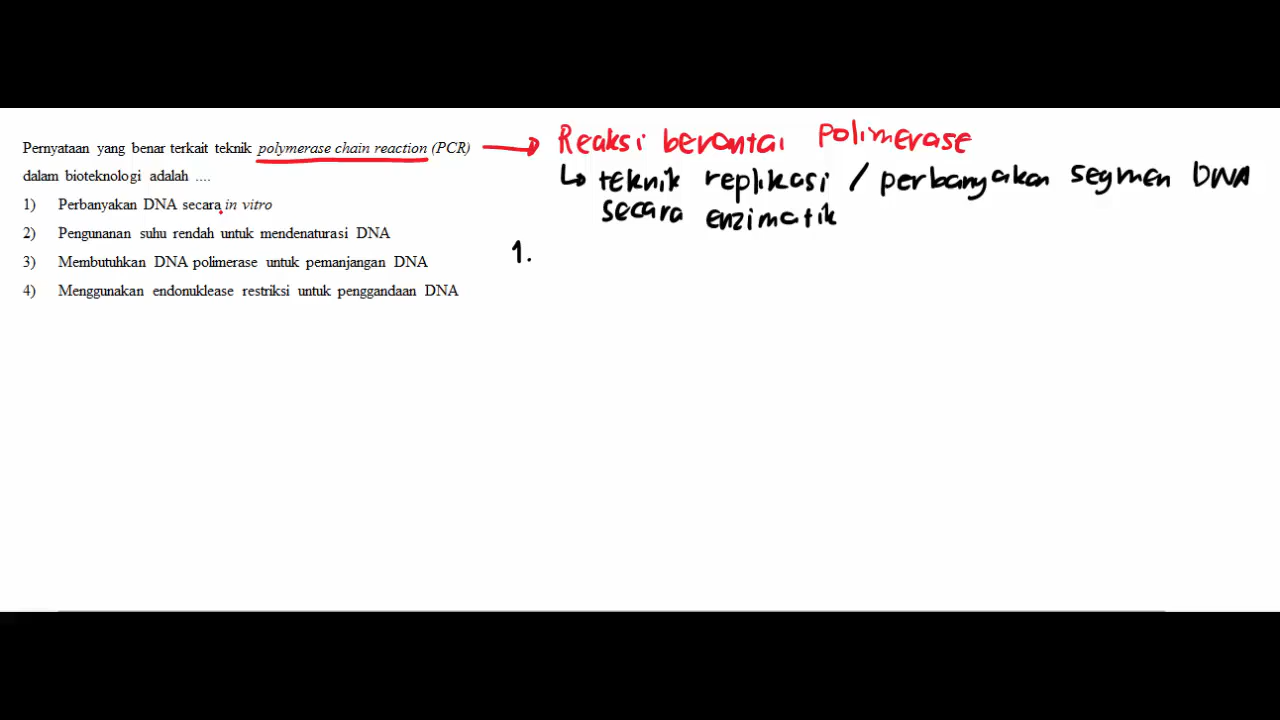 Pernyataan yang benar terkait teknik polymerase chain reaction (PCR)
dalam bioteknologi adalah ....
1) Perbanyakan DNA secara in vitro
2) Pengunanan suhu rendah untuk mendenaturasi DNA
3) Membutuhkan DNA polimerase untuk pemanjangan DNA
4) Menggunakan endonuklease restriksi untuk penggandaan DNA
Reaksi berantai Polimerase
↳ teknik replikasi / perbanyakan segmen DNA
secara enzimatik
1.